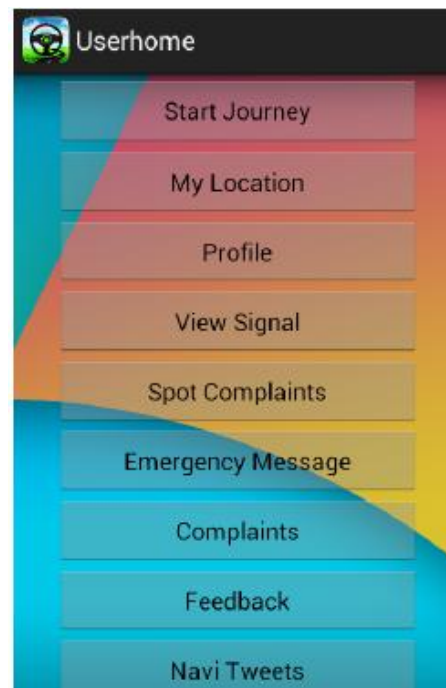 Userhome
Start Journey
My Location
Profile
View Signal
Spot Complaints
Emergency Message
Complaints
Feedback
Navi Tweets